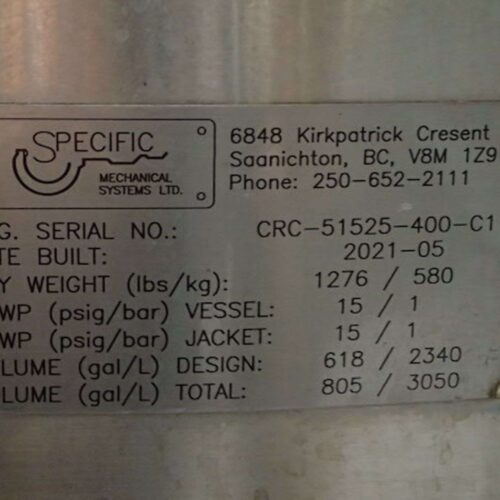 SPECIFIC
MECHANICAL
SYSTEMS LTD.
6848 Kirkpatrick Cresent
Saanichton, BC, V8M 1Z9
Phone: 250-652-2111
G. SERIAL NO.: CRC-51525-400-C1
TE BUILT: 2021-05
Y WEIGHT (lbs/kg): 1276 / 580
WP (psig/bar) VESSEL: 15 / 1
WP (psig/bar) JACKET: 15 / 1
LUME (gal/L) DESIGN: 618 / 2340
LUME (gal/L) TOTAL: 805 / 3050